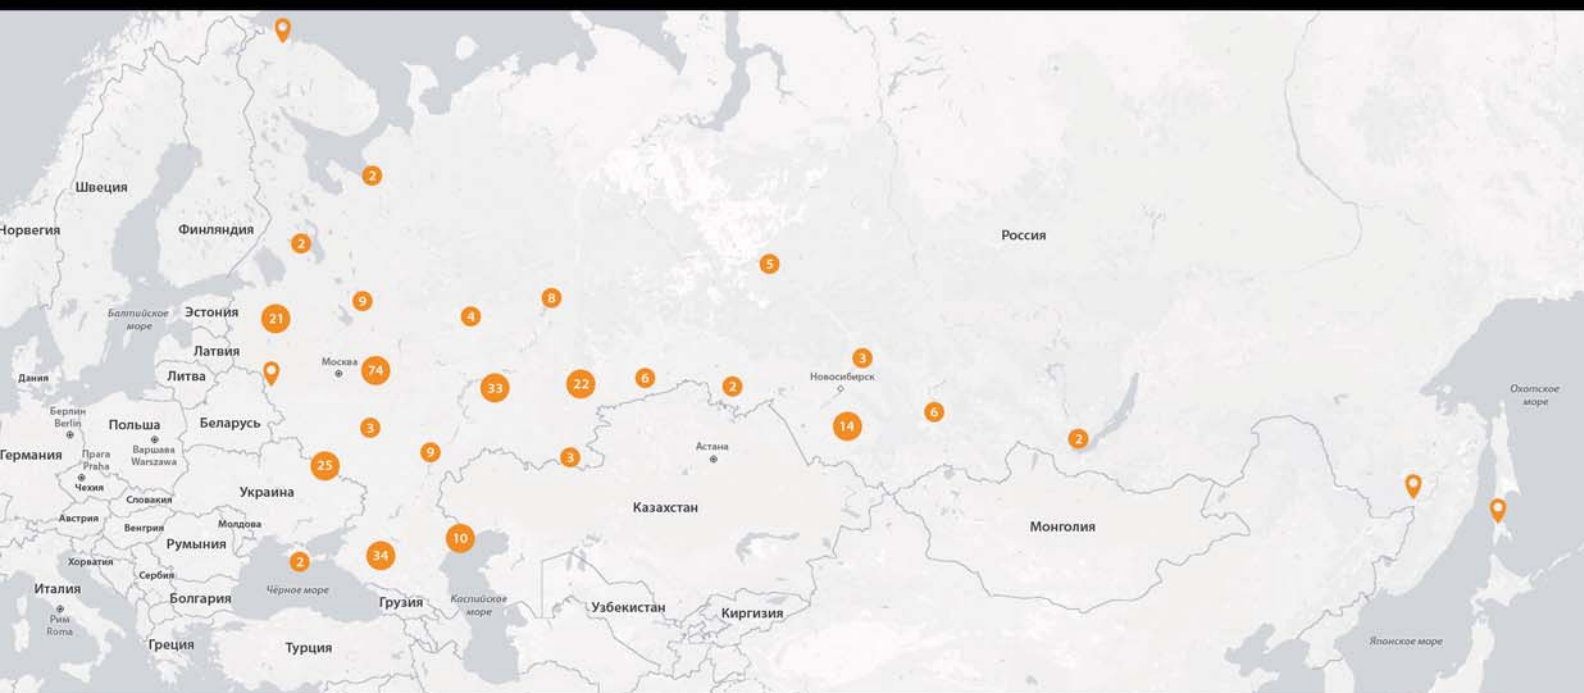 2
Швеция
Норвегия
Финляндия
Россия
2
5
8
9
4
Балтийское
море
Эстония
21
Латвия
Москва
74
3
Новосибирск
Дания
Литва
33
22
6
2
Охотское
море
Берлин
Berlin
Польша
Беларусь
3
14
6
2
Германия
Прага
Praha
Варшава
Warszawa
9
3
Астана
Чехия
25
Словакия
Украина
Казахстан
Австрия
Венгрия
Молдова
Монголия
Румыния
10
Хорватия
Сербия
2
34
Италия
Рим
Roma
Болгария
Чёрное море
Грузия
Каспийское
море
Узбекистан
Киргизия
Греция
Турция
Японское море